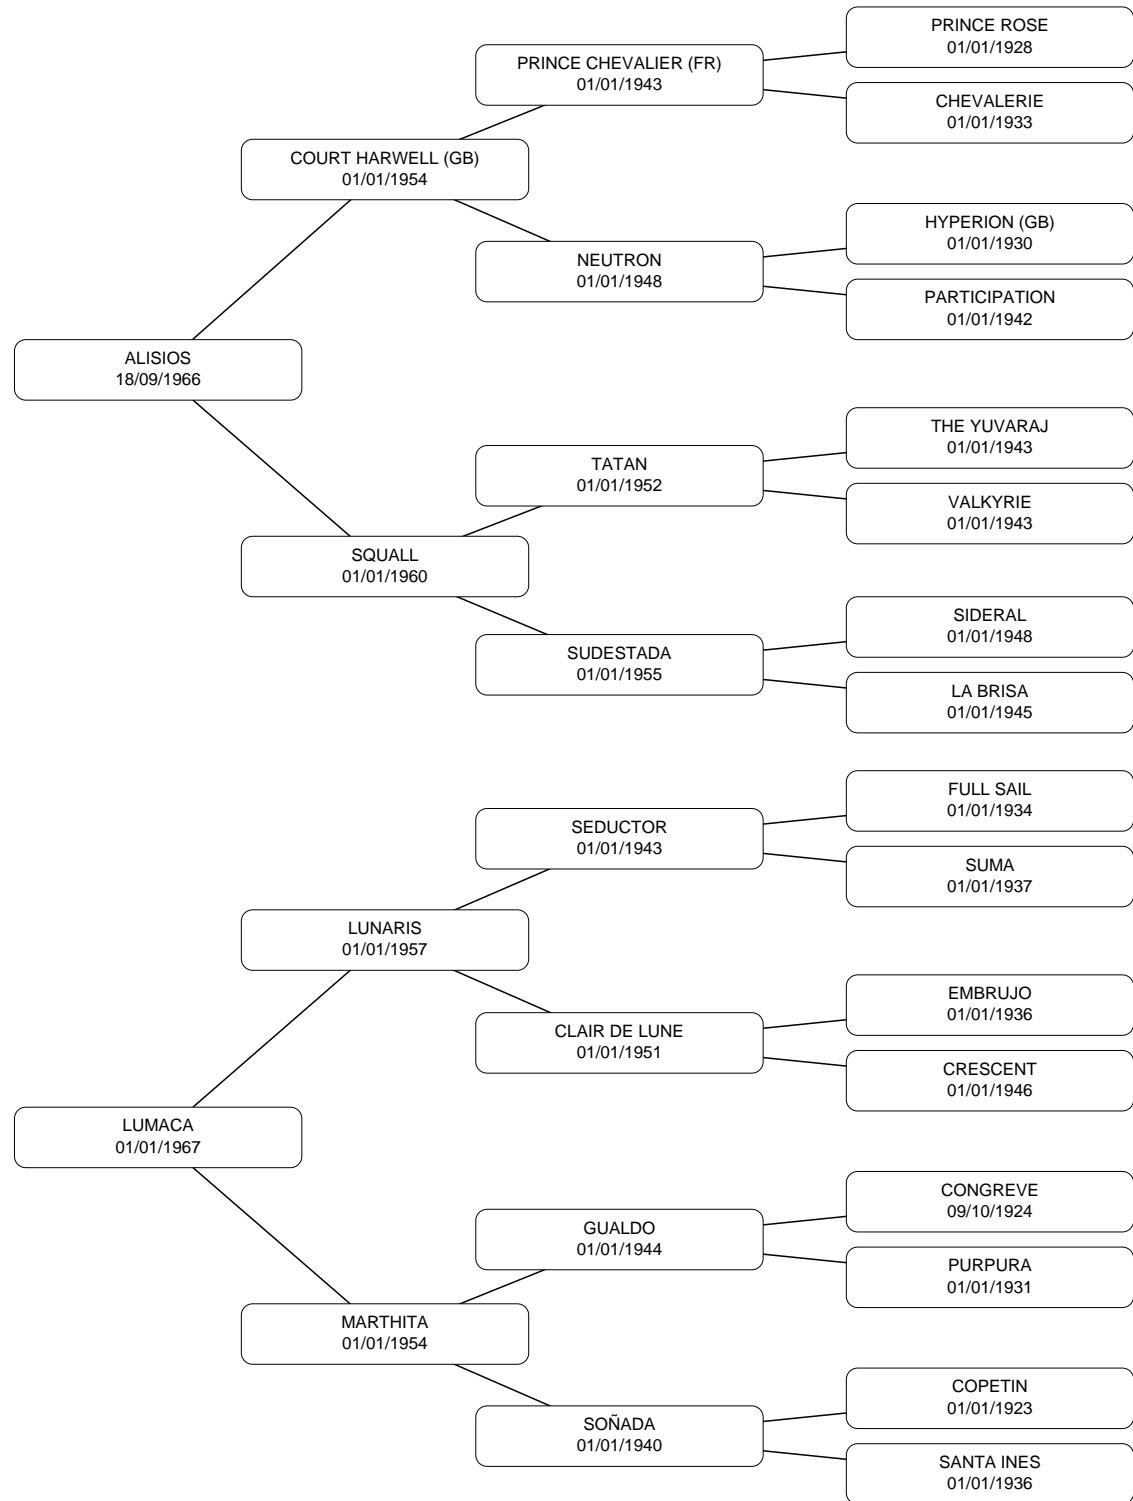 PRINCE ROSE
01/01/1928
PRINCE CHEVALIER (FR)
01/01/1943
CHEVALERIE
01/01/1933
COURT HARWELL (GB)
01/01/1954
HYPERION (GB)
01/01/1930
NEUTRON
01/01/1948
PARTICIPATION
01/01/1942
ALISIOS
18/09/1966
THE YUVARAJ
01/01/1943
TATAN
01/01/1952
VALKYRIE
01/01/1943
SQUALL
01/01/1960
SIDERAL
01/01/1948
SUDESTADA
01/01/1955
LA BRISA
01/01/1945
FULL SAIL
01/01/1934
SEDUCTOR
01/01/1943
SUMA
01/01/1937
LUNARIS
01/01/1957
EMBRUJO
01/01/1936
CLAIR DE LUNE
01/01/1951
CRESCENT
01/01/1946
LUMACA
01/01/1967
CONGREVE
09/10/1924
GUALDO
01/01/1944
PURPURA
01/01/1931
MARTHITA
01/01/1954
COPETIN
01/01/1923
SOÑADA
01/01/1940
SANTA INES
01/01/1936